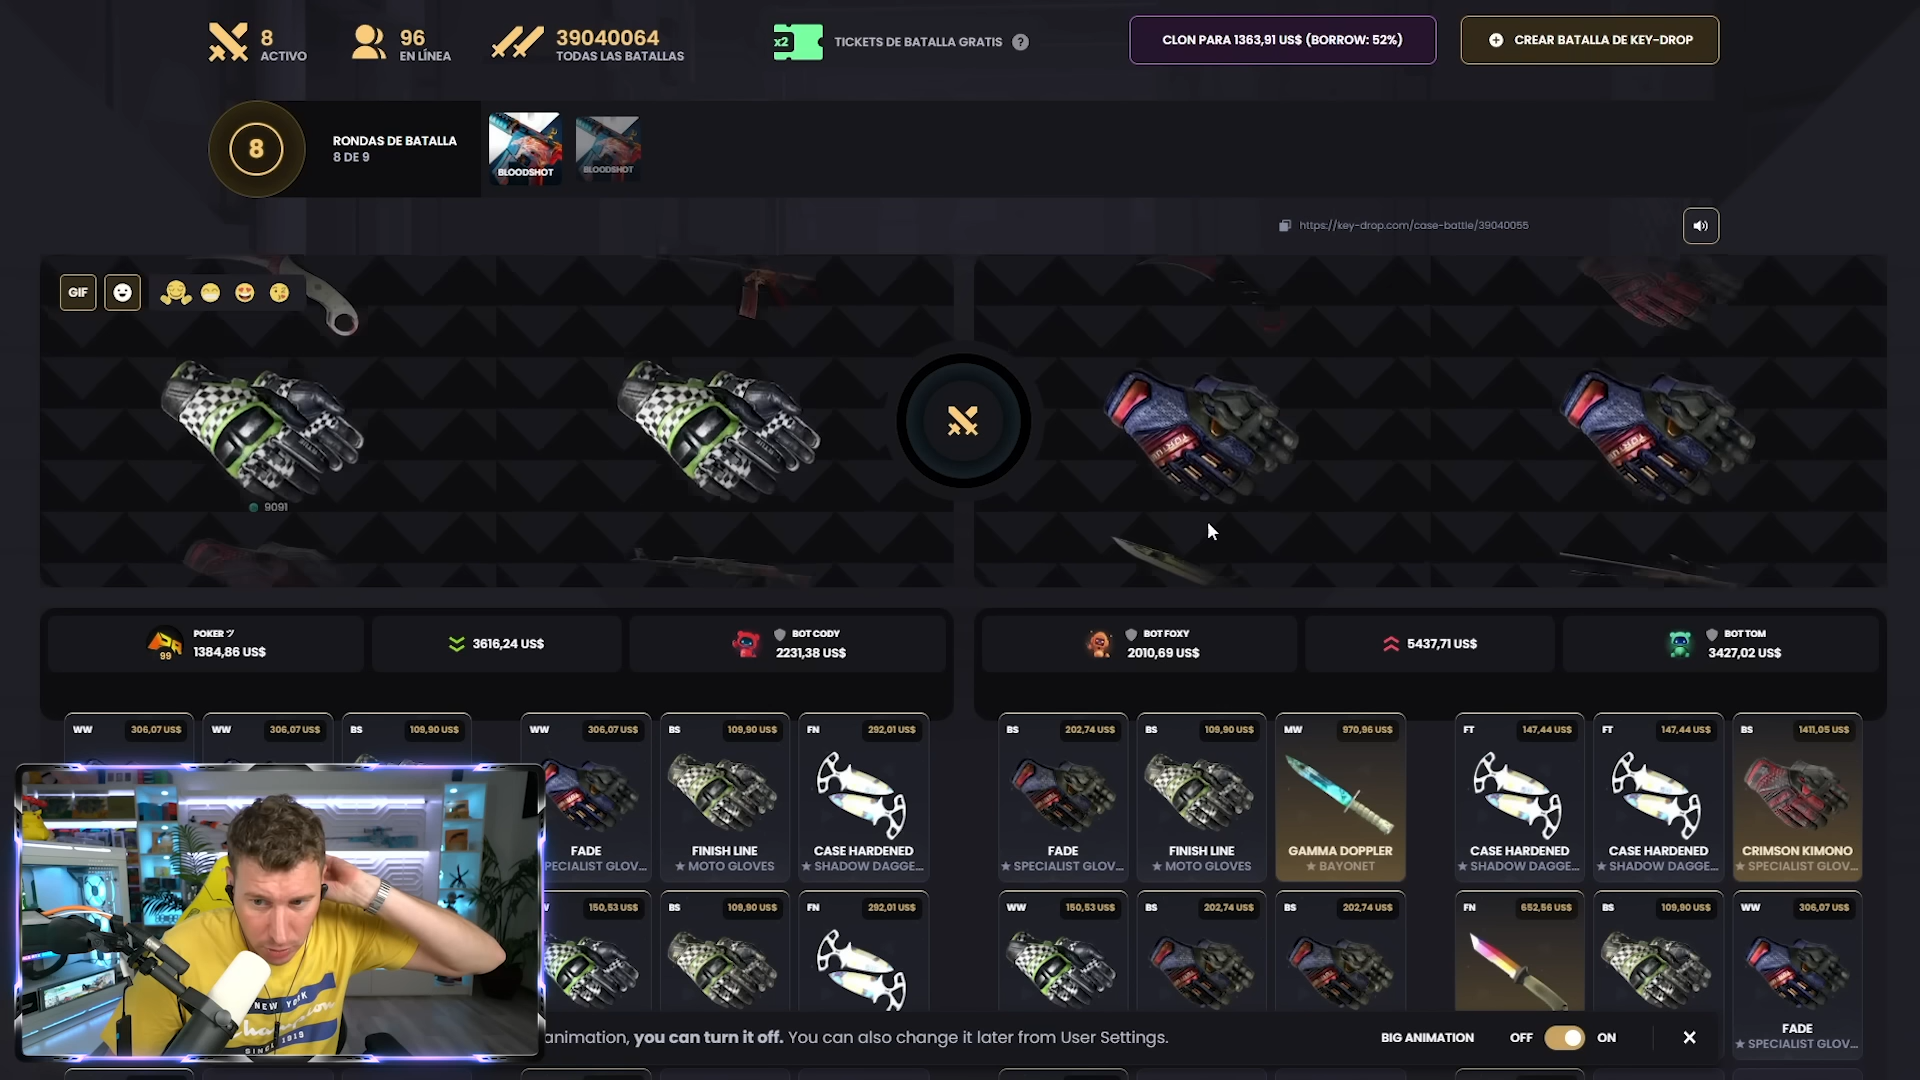 8
ACTIVO
96
EN LÍNEA
39040064
TODAS LAS BATALLAS
x2
TICKETS DE BATALLA GRATIS
?
CLON PARA 1363,91 US$ (BORROW: 52%)
CREAR BATALLA DE KEY-DROP
8
RONDAS DE BATALLA
8 DE 9
BLOODSHOT
BLOODSHOT
https://key-drop.com/case-battle/39040055
GIF
9091
99
POKER ツ
1384,86 US$
3616,24 US$
BOT CODY
2231,38 US$
BOT FOXY
2010,69 US$
5437,71 US$
BOT TOM
3427,02 US$
WW 306,07 US$
WW 306,07 US$
BS 109,90 US$
WW 306,07 US$
BS 109,90 US$
FN 292,01 US$
BS 202,74 US$
BS 109,90 US$
MW 970,96 US$
FT 147,44 US$
FT 147,44 US$
BS 1411,05 US$
FADE
PECIALIST GLOV...
FINISH LINE
★ MOTO GLOVES
CASE HARDENED
★ SHADOW DAGGE...
FADE
★ SPECIALIST GLOV...
FINISH LINE
★ MOTO GLOVES
GAMMA DOPPLER
★ BAYONET
CASE HARDENED
★ SHADOW DAGGE...
CASE HARDENED
★ SHADOW DAGGE...
CRIMSON KIMONO
★ SPECIALIST GLOV...
150,53 US$
BS 109,90 US$
FN 292,01 US$
WW 150,53 US$
BS 202,74 US$
BS 202,74 US$
FN 652,56 US$
BS 109,90 US$
WW 306,07 US$
FADE
★ SPECIALIST GLOV...
NEW YORK
Champion
SINCE 1919
animation, you can turn it off. You can also change it later from User Settings.
BIG ANIMATION
OFF
ON